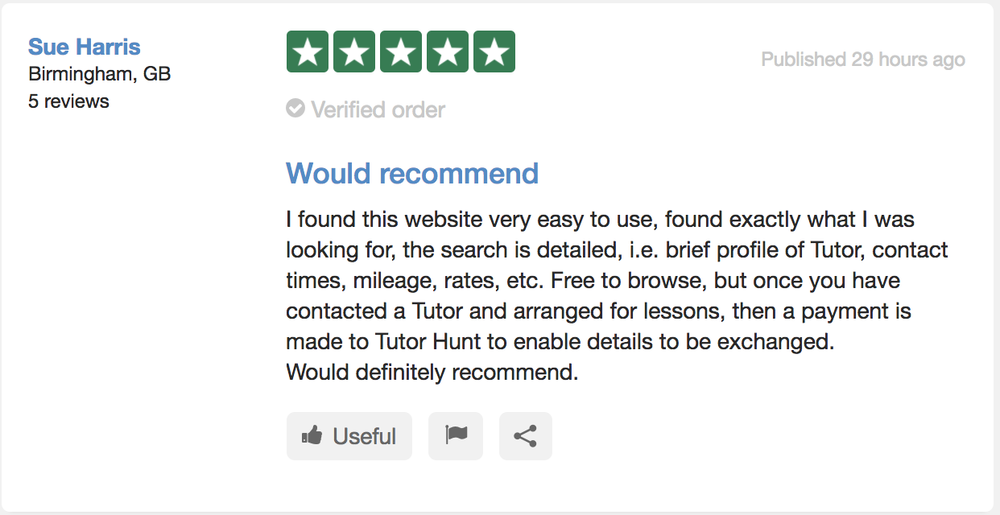 Sue Harris
Birmingham, GB
5 reviews
Published 29 hours ago
Verified order
Would recommend
I found this website very easy to use, found exactly what I was
looking for, the search is detailed, i.e. brief profile of Tutor, contact
times, mileage, rates, etc. Free to browse, but once you have
contacted a Tutor and arranged for lessons, then a payment is
made to Tutor Hunt to enable details to be exchanged.
Would definitely recommend.
Useful